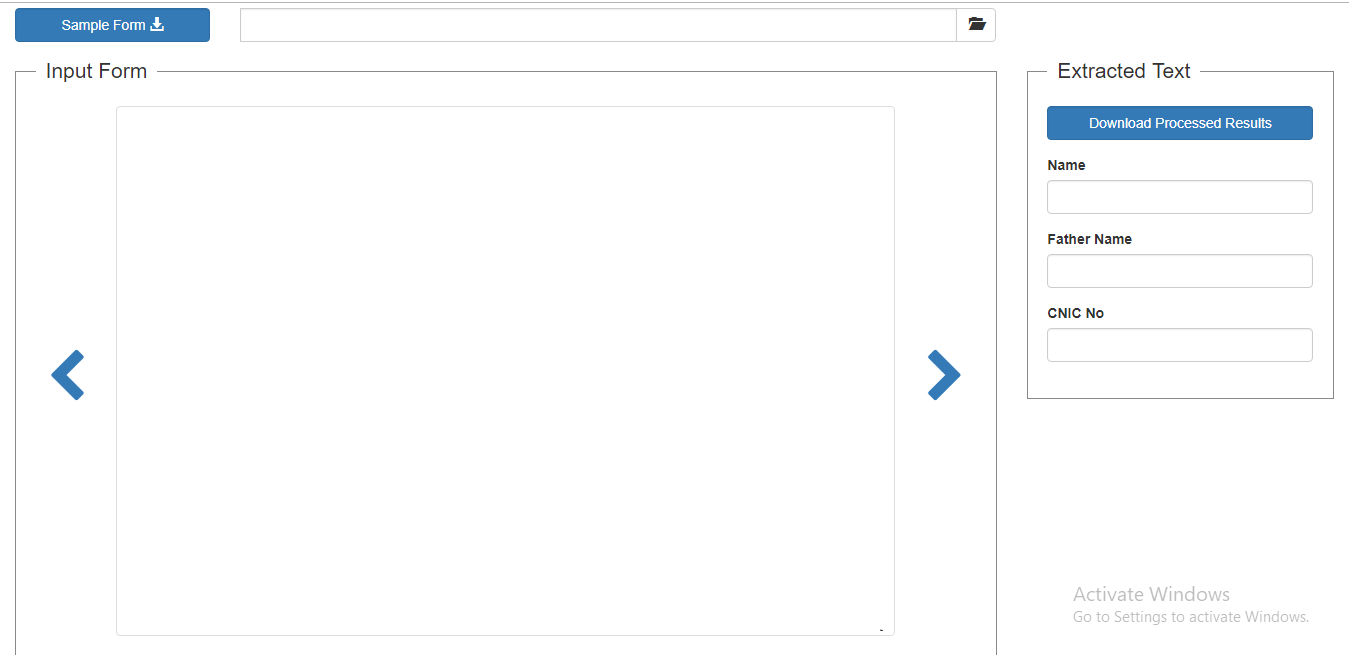 Sample Form
Input Form
Extracted Text
Download Processed Results
Name
Father Name
CNIC No
Activate Windows
Go to Settings to activate Windows.